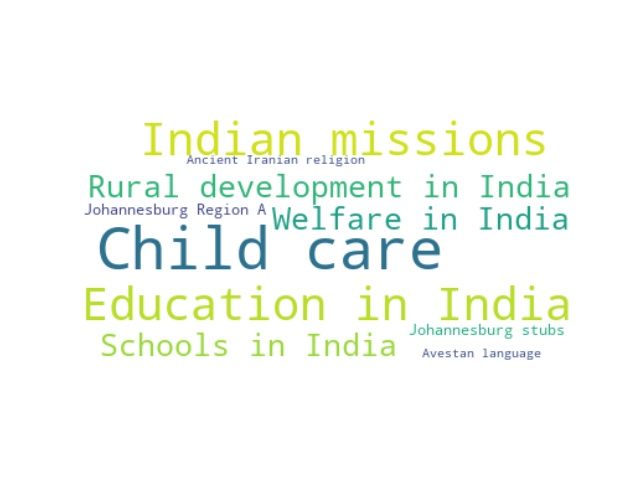 Indian missions
Ancient Iranian religion
Rural development in India
Johannesburg Region A
Welfare in India
Child care
Education in India
Johannesburg stubs
Schools in India
Avestan language